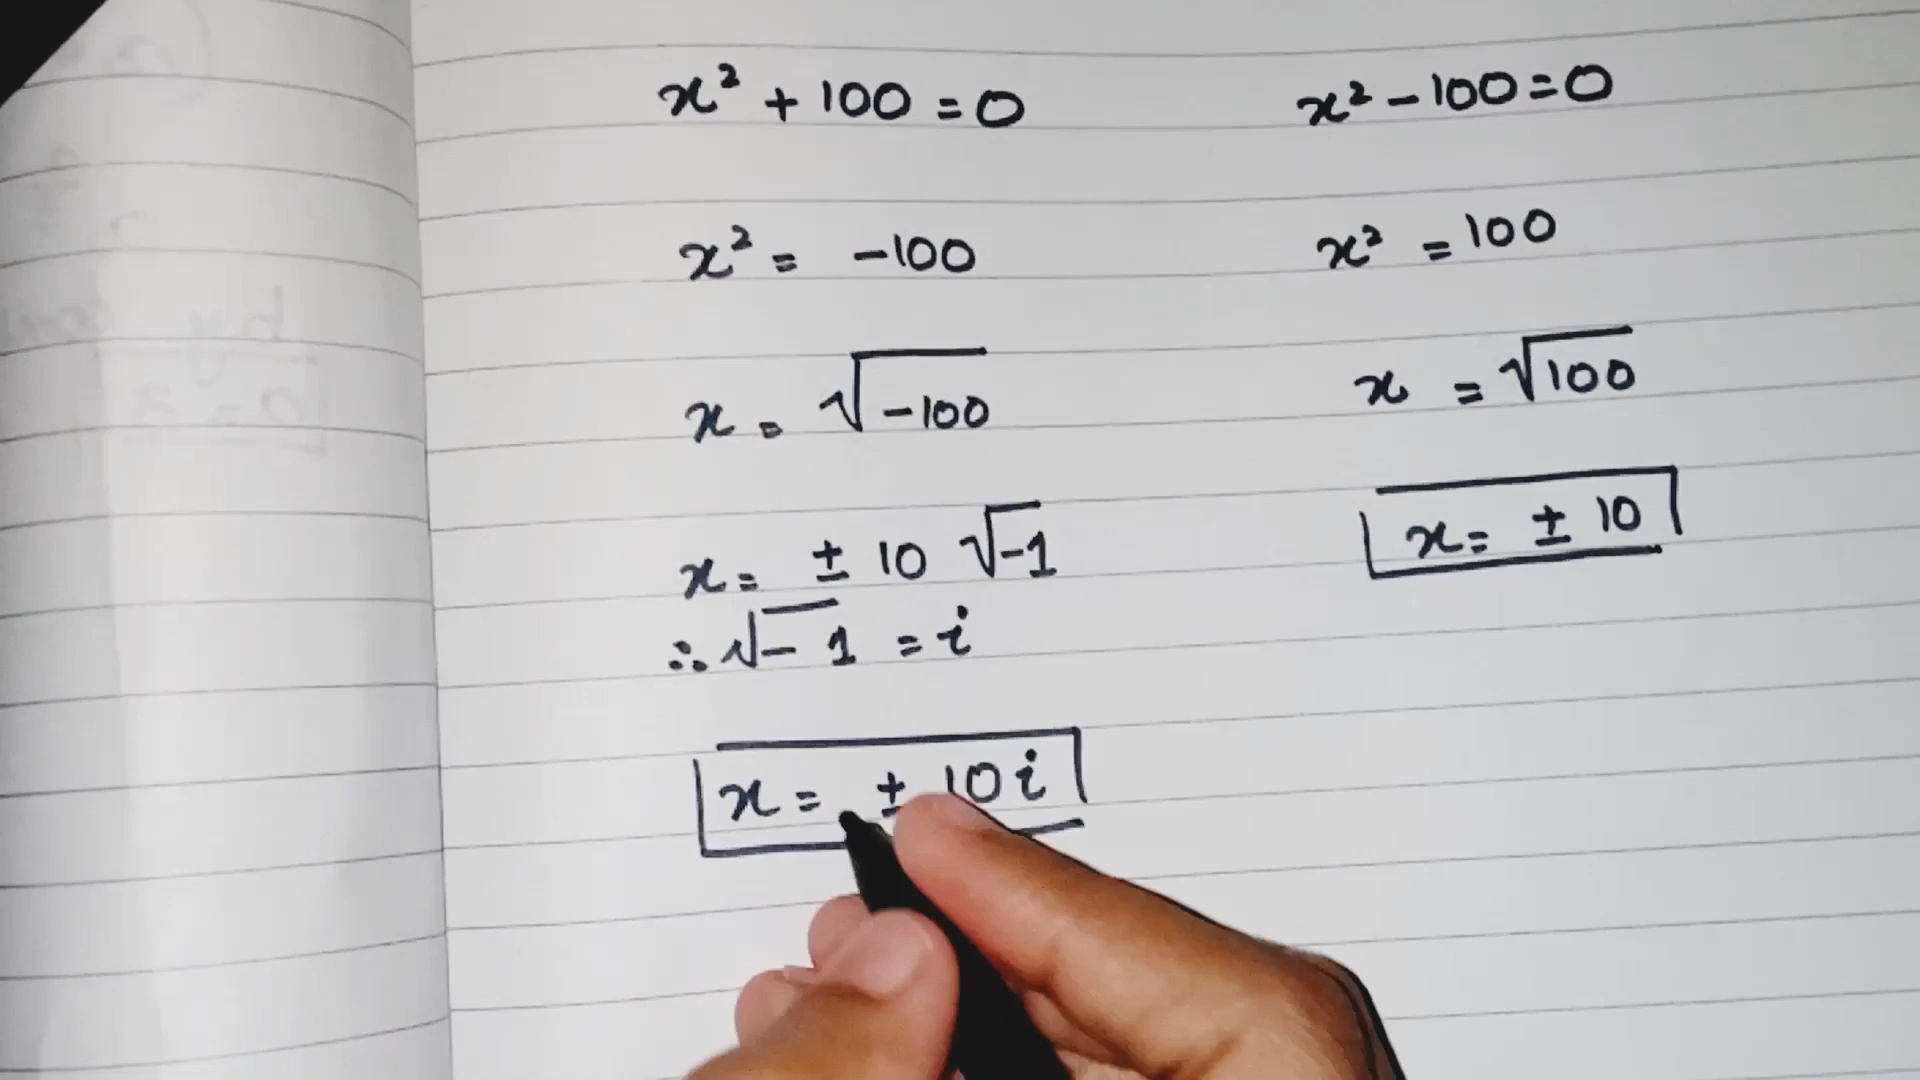 x² + 100 = 0
x² = -100
x = √-100
x = ± 10 √-1
∴ √-1 = i
x = ± 10i
x² - 100 = 0
x² = 100
x = √100
x = ± 10